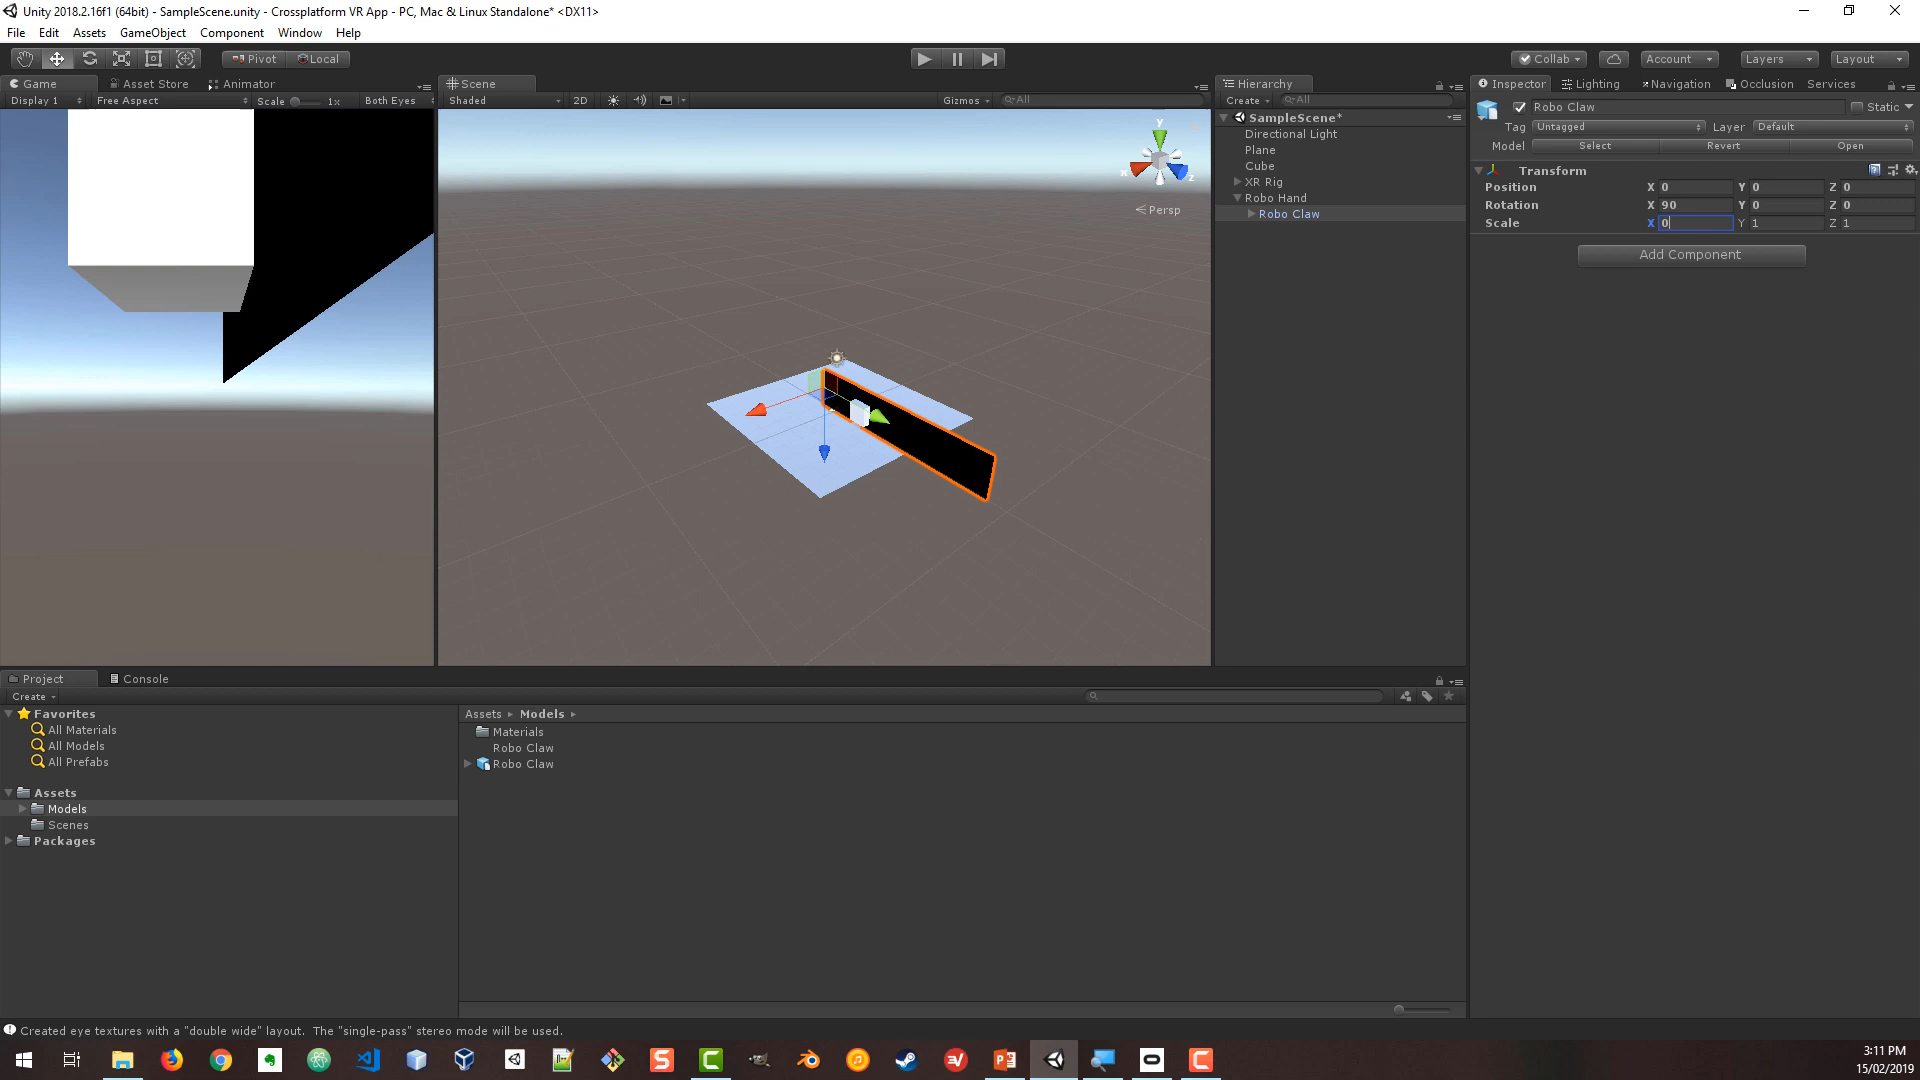 Unity 2018.2.16f1 (64bit) - SampleScene.unity - Crossplatform VR App - PC, Mac & Linux Standalone* <DX11>
File Edit Assets GameObject Component Window Help
Pivot Local Collab Account Layers Layout
Game Asset Store Animator
Display 1 Free Aspect Scale 1x Both Eyes
Scene
Shaded 2D Gizmos All
Persp
y
x
z
Hierarchy
Create All
SampleScene*
Directional Light
Plane
Cube
XR Rig
Robo Hand
Robo Claw
Inspector Lighting Navigation Occlusion Services
Robo Claw Static
Tag Untagged Layer Default
Model Select Revert Open
Transform
Position X 0 Y 0 Z 0
Rotation X 90 Y 0 Z 0
Scale X 0 Y 1 Z 1
Add Component
Project Console
Create
Favorites
All Materials
All Models
All Prefabs
Assets
Models
Scenes
Packages
Assets Models
Materials
Robo Claw
Robo Claw
Created eye textures with a "double wide" layout. The "single-pass" stereo mode will be used.
3:11 PM
15/02/2019